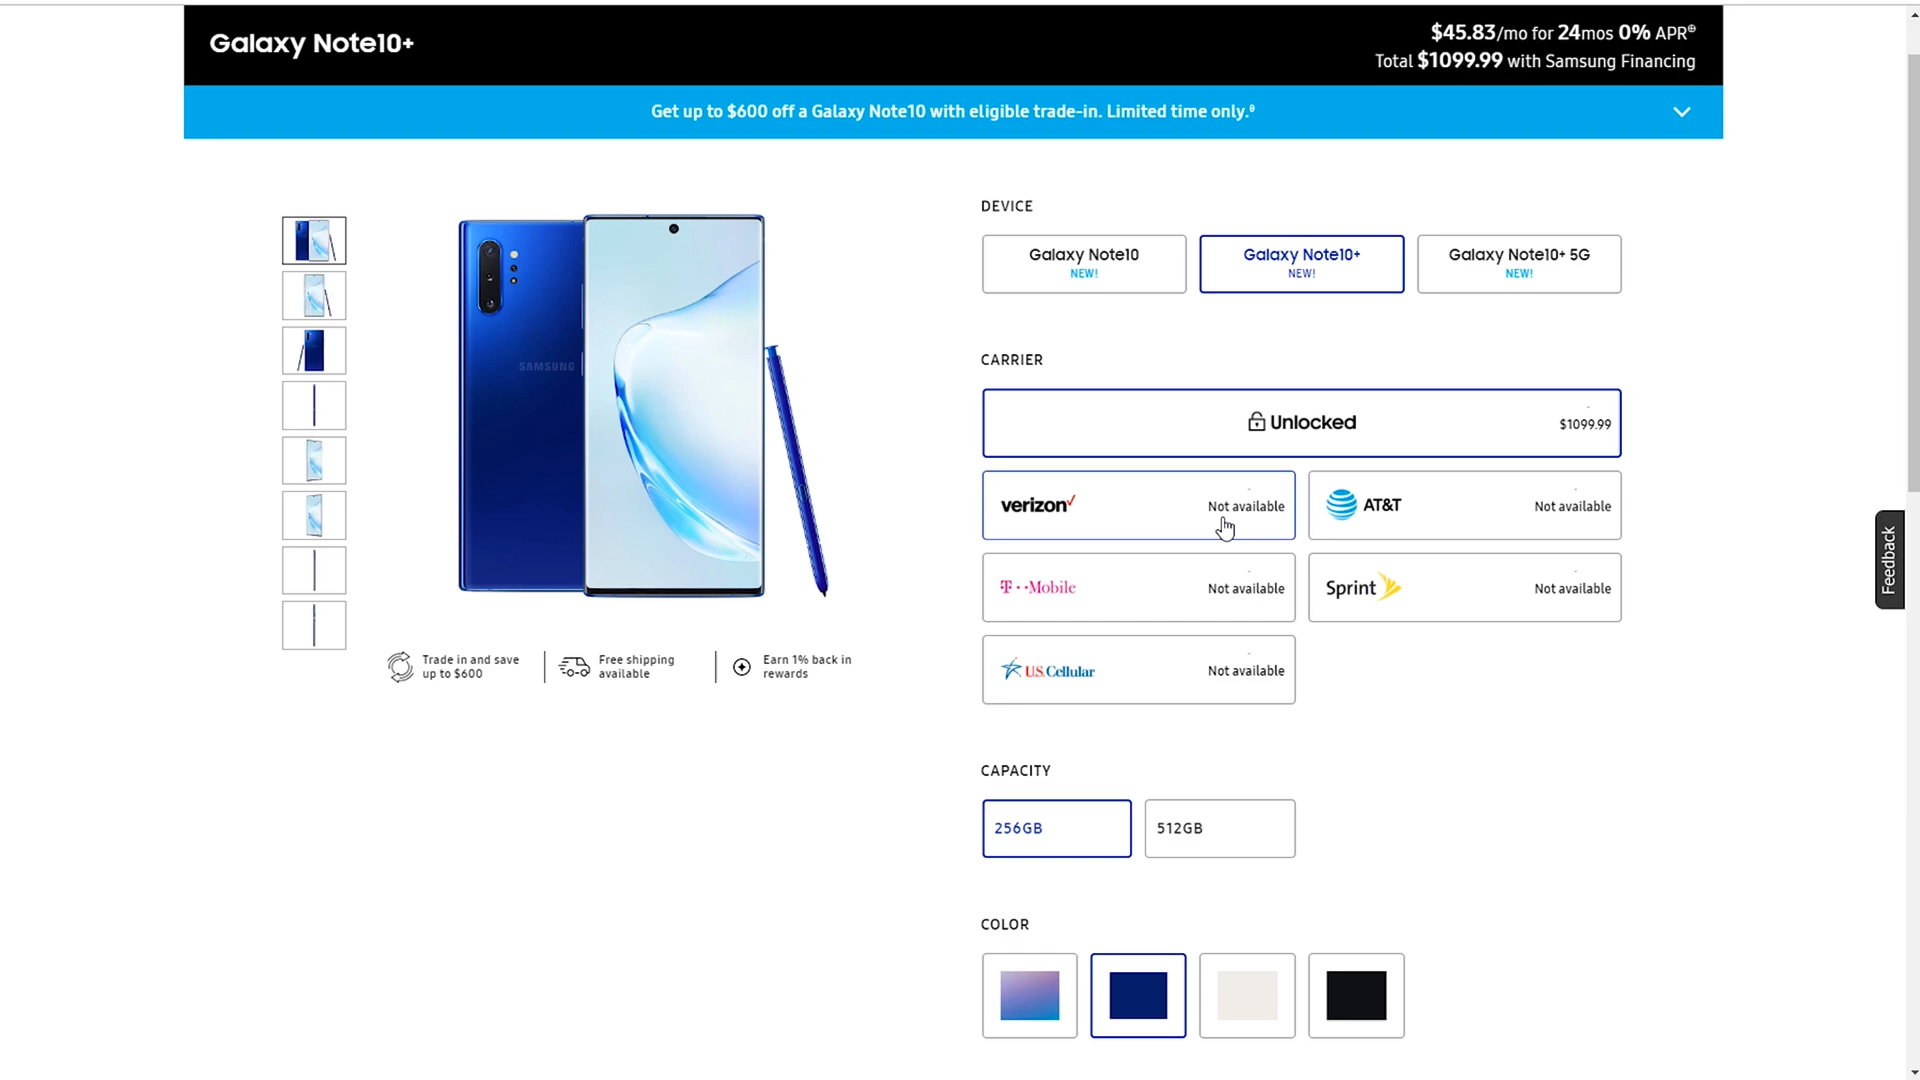 Galaxy Note10+
$45.83/mo for 24mos 0% APR⊕
Total $1099.99 with Samsung Financing
Get up to $600 off a Galaxy Note10 with eligible trade-in. Limited time only.θ
DEVICE
Galaxy Note10
NEW!
Galaxy Note10+
NEW!
Galaxy Note10+ 5G
NEW!
SAMSUNG
CARRIER
Unlocked
-
$1099.99
verizon✓
-
Not available
AT&T
-
Not available
T··Mobile
-
Not available
Sprint
-
Not available
U.S. Cellular
-
Not available
Trade in and save
up to $600
Free shipping
available
Earn 1% back in
rewards
CAPACITY
256GB
512GB
COLOR
Feedback